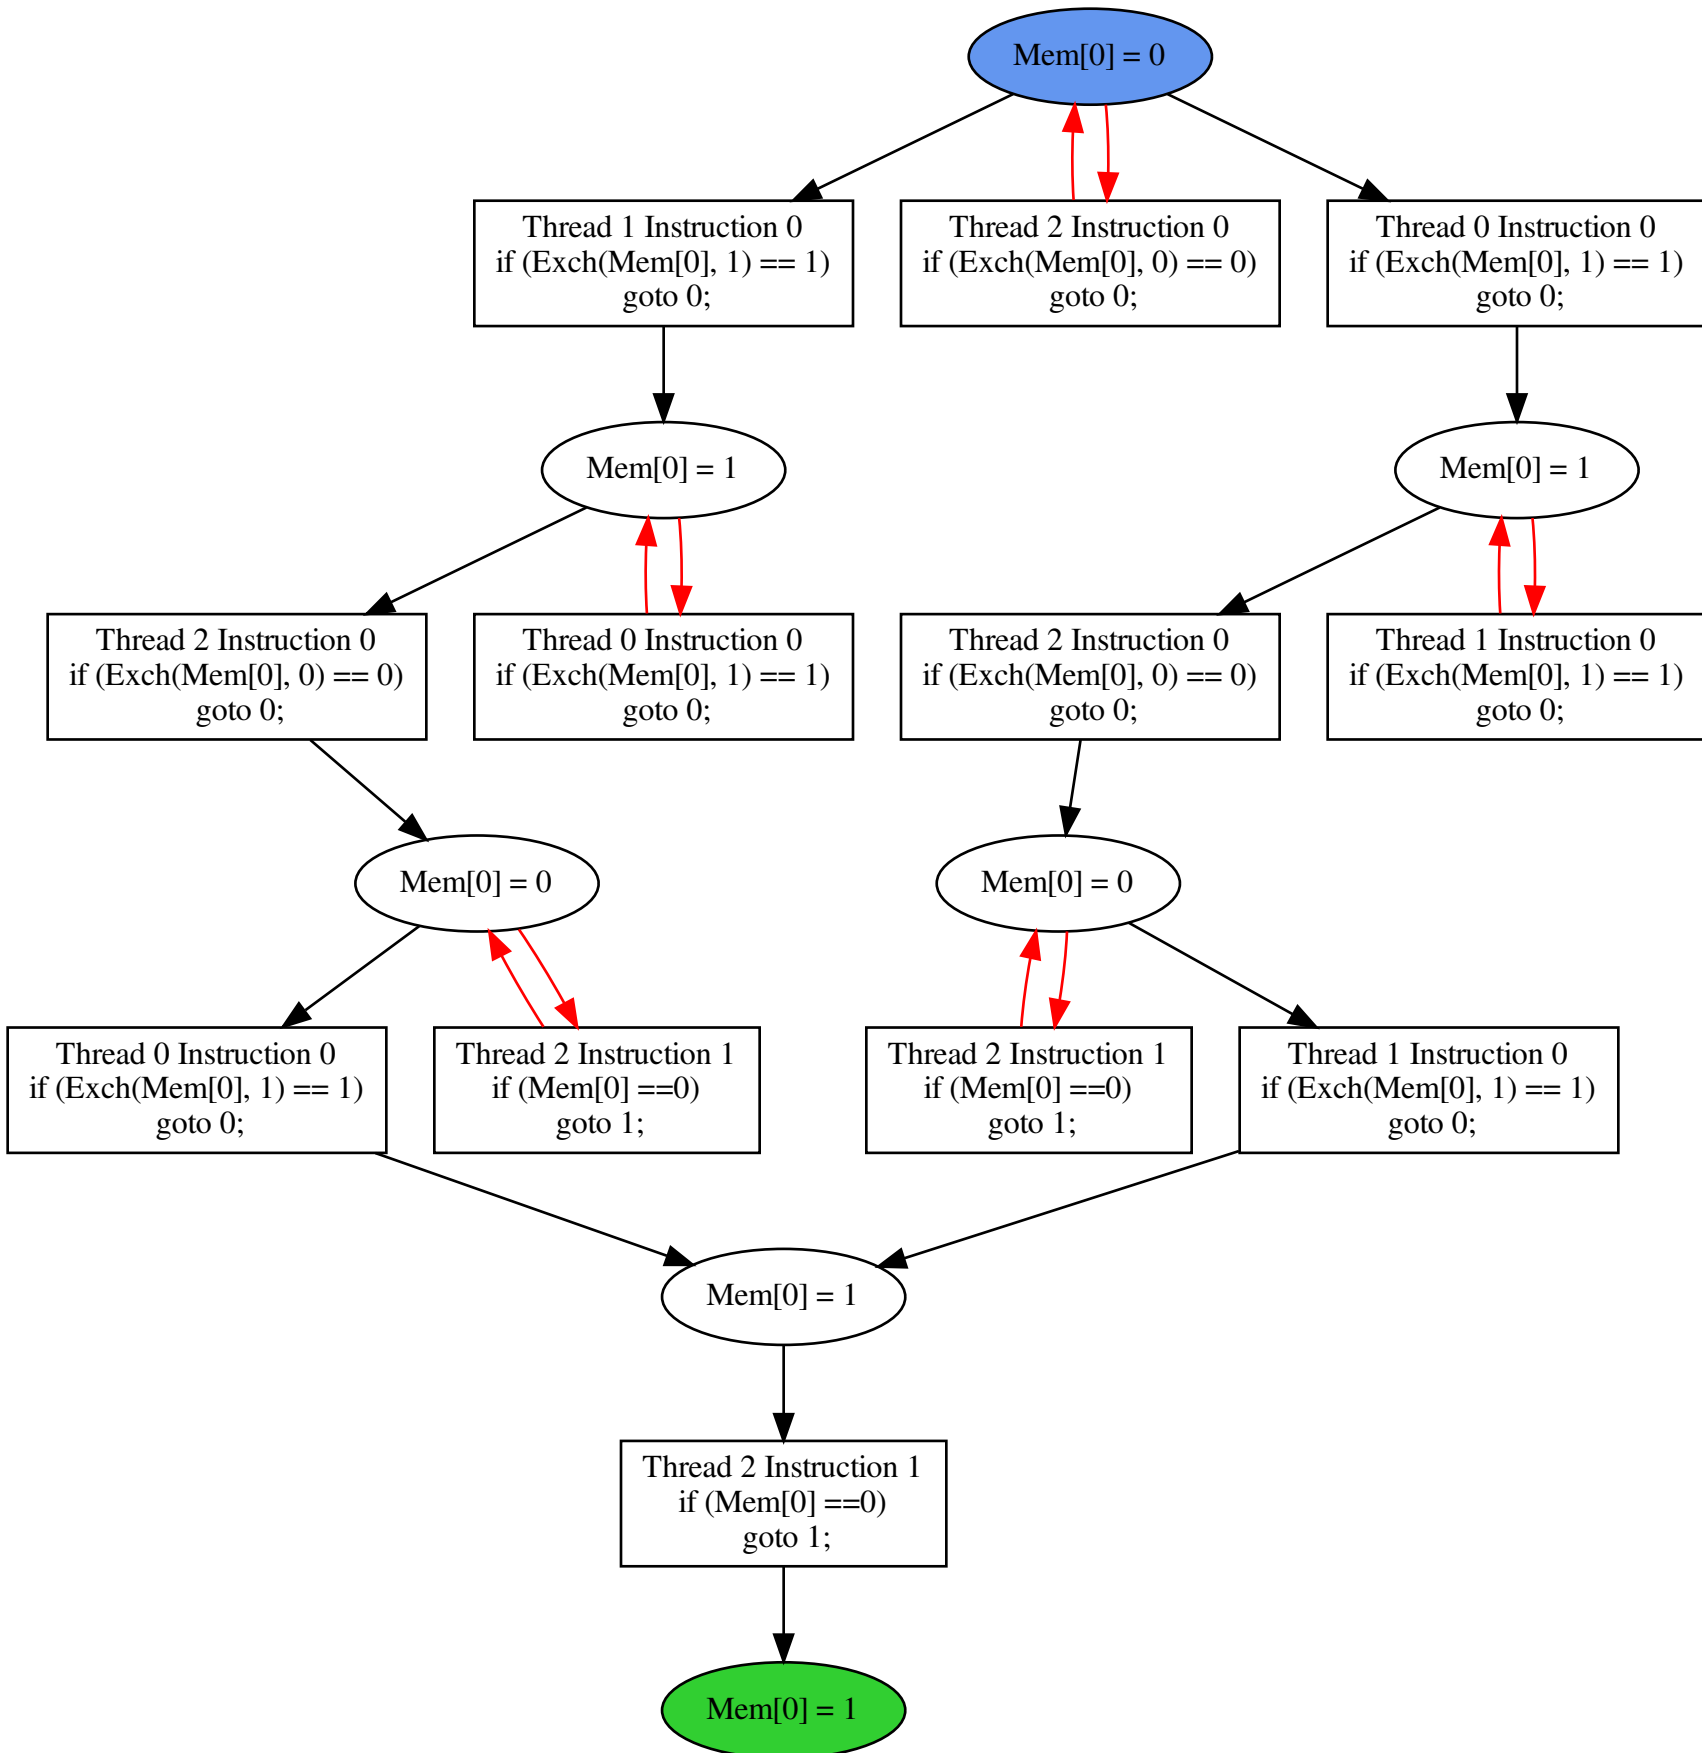 Mem[0] = 0
Thread 1 Instruction 0
if (Exch(Mem[0], 1) == 1)
goto 0;
Thread 2 Instruction 0
if (Exch(Mem[0], 0) == 0)
goto 0;
Thread 0 Instruction 0
if (Exch(Mem[0], 1) == 1)
goto 0;
Mem[0] = 1
Mem[0] = 1
Thread 2 Instruction 0
if (Exch(Mem[0], 0) == 0)
goto 0;
Thread 0 Instruction 0
if (Exch(Mem[0], 1) == 1)
goto 0;
Thread 2 Instruction 0
if (Exch(Mem[0], 0) == 0)
goto 0;
Thread 1 Instruction 0
if (Exch(Mem[0], 1) == 1)
goto 0;
Mem[0] = 0
Mem[0] = 0
Thread 0 Instruction 0
if (Exch(Mem[0], 1) == 1)
goto 0;
Thread 2 Instruction 1
if (Mem[0] ==0)
goto 1;
Thread 2 Instruction 1
if (Mem[0] ==0)
goto 1;
Thread 1 Instruction 0
if (Exch(Mem[0], 1) == 1)
goto 0;
Mem[0] = 1
Thread 2 Instruction 1
if (Mem[0] ==0)
goto 1;
Mem[0] = 1